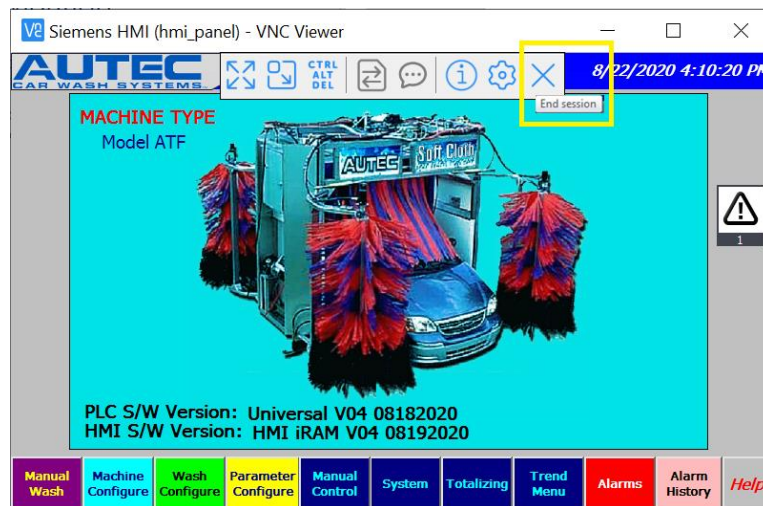 Siemens HMI (hmi_panel) - VNC Viewer
AUTEC
CAR WASH SYSTEMS
CTRL
ALT
DEL
8/22/2020 4:10:20 PM
End session
MACHINE TYPE
Model ATF
AUTEC Soft Cloth
1
PLC S/W Version: Universal V04 08182020
HMI S/W Version: HMI iRAM V04 08192020
Manual Wash
Machine Configure
Wash Configure
Parameter Configure
Manual Control
System
Totalizing
Trend Menu
Alarms
Alarm History
Help